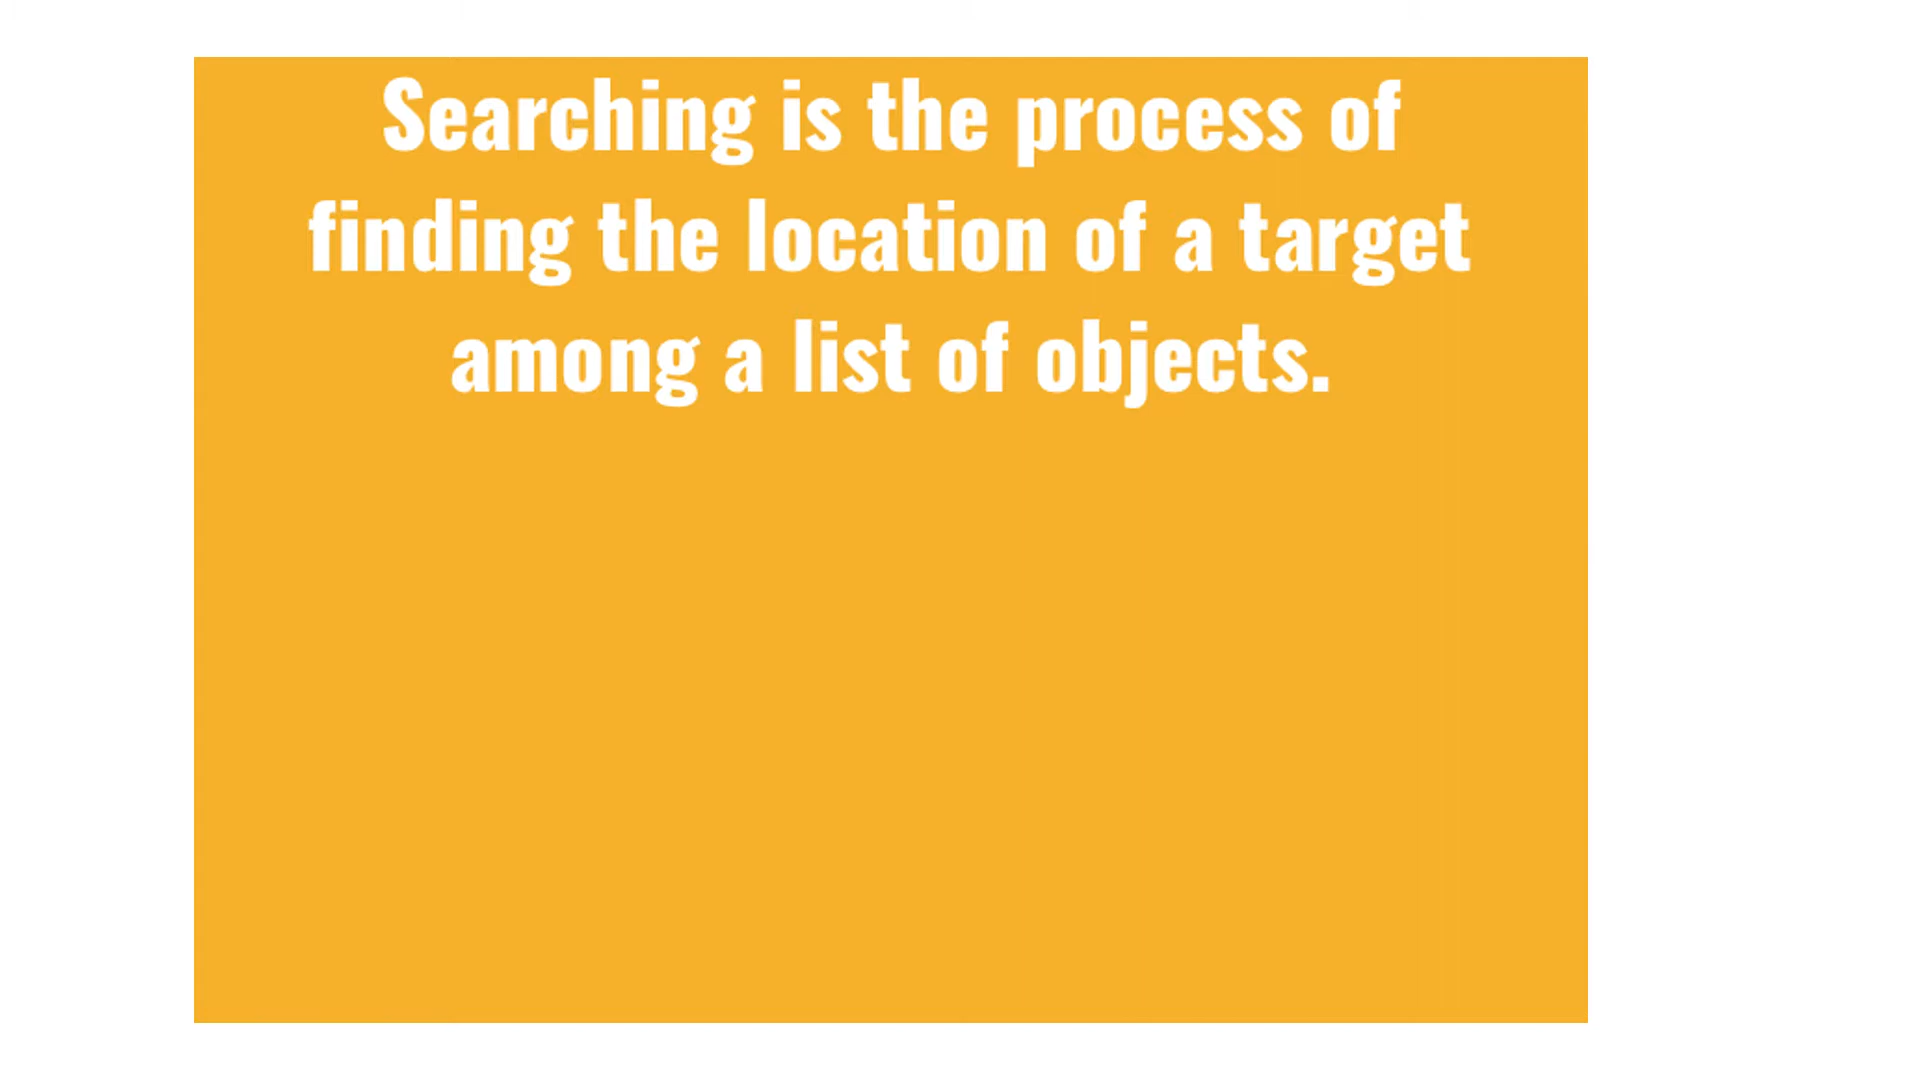 Searching is the process of
finding the location of a target
among a list of objects.